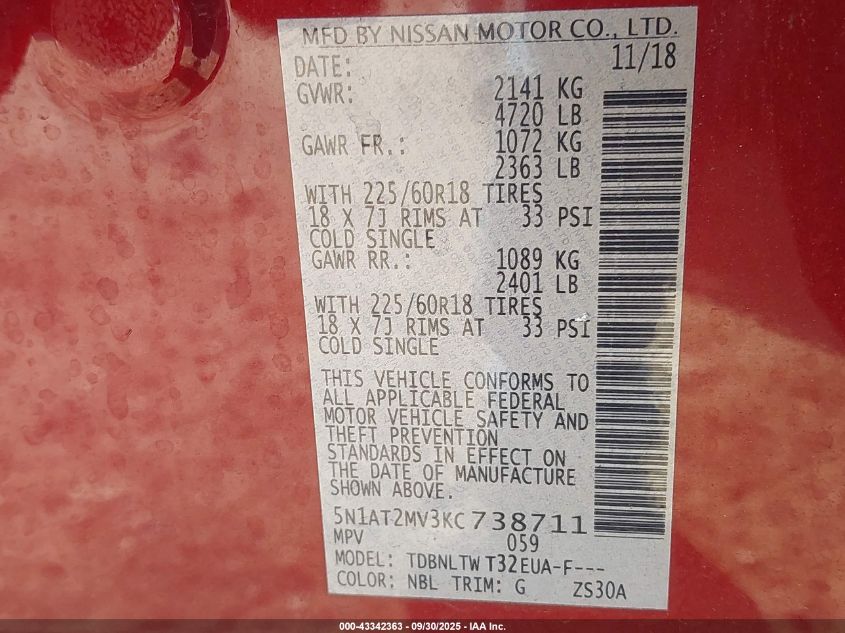 MFD BY NISSAN MOTOR CO., LTD.
DATE: 11/18
GVWR: 2141 KG
4720 LB
GAWR FR.: 1072 KG
2363 LB
WITH 225/60R18 TIRES
18 X 7J RIMS AT 33 PSI
COLD SINGLE
GAWR RR.: 1089 KG
2401 LB
WITH 225/60R18 TIRES
18 X 7J RIMS AT 33 PSI
COLD SINGLE
THIS VEHICLE CONFORMS TO
ALL APPLICABLE FEDERAL
MOTOR VEHICLE SAFETY AND
THEFT PREVENTION
STANDARDS IN EFFECT ON
THE DATE OF MANUFACTURE
SHOWN ABOVE.
5N1AT2MV3KC738711
MPV 059
MODEL: TDBNLTW T32EUA-F---
COLOR: NBL TRIM: G ZS30A
000-43342363 - 09/30/2025 - IAA Inc.